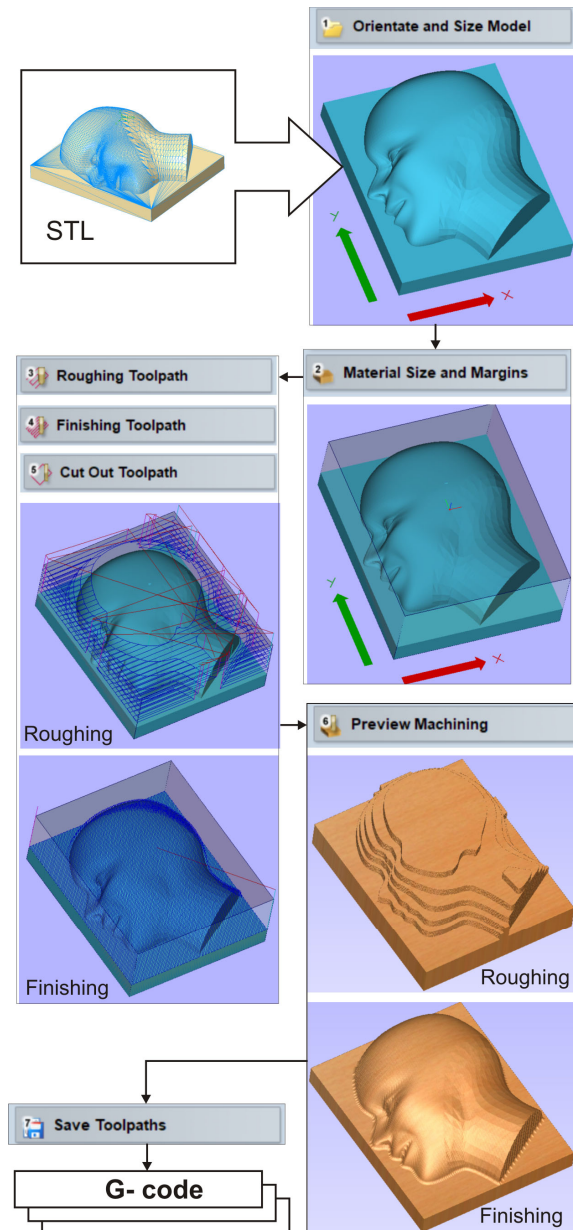 1 Orientate and Size Model
STL
Y
X
2 Material Size and Margins
Y
X
3 Roughing Toolpath
4 Finishing Toolpath
5 Cut Out Toolpath
Roughing
Finishing
6 Preview Machining
Roughing
Finishing
7 Save Toolpaths
G- code